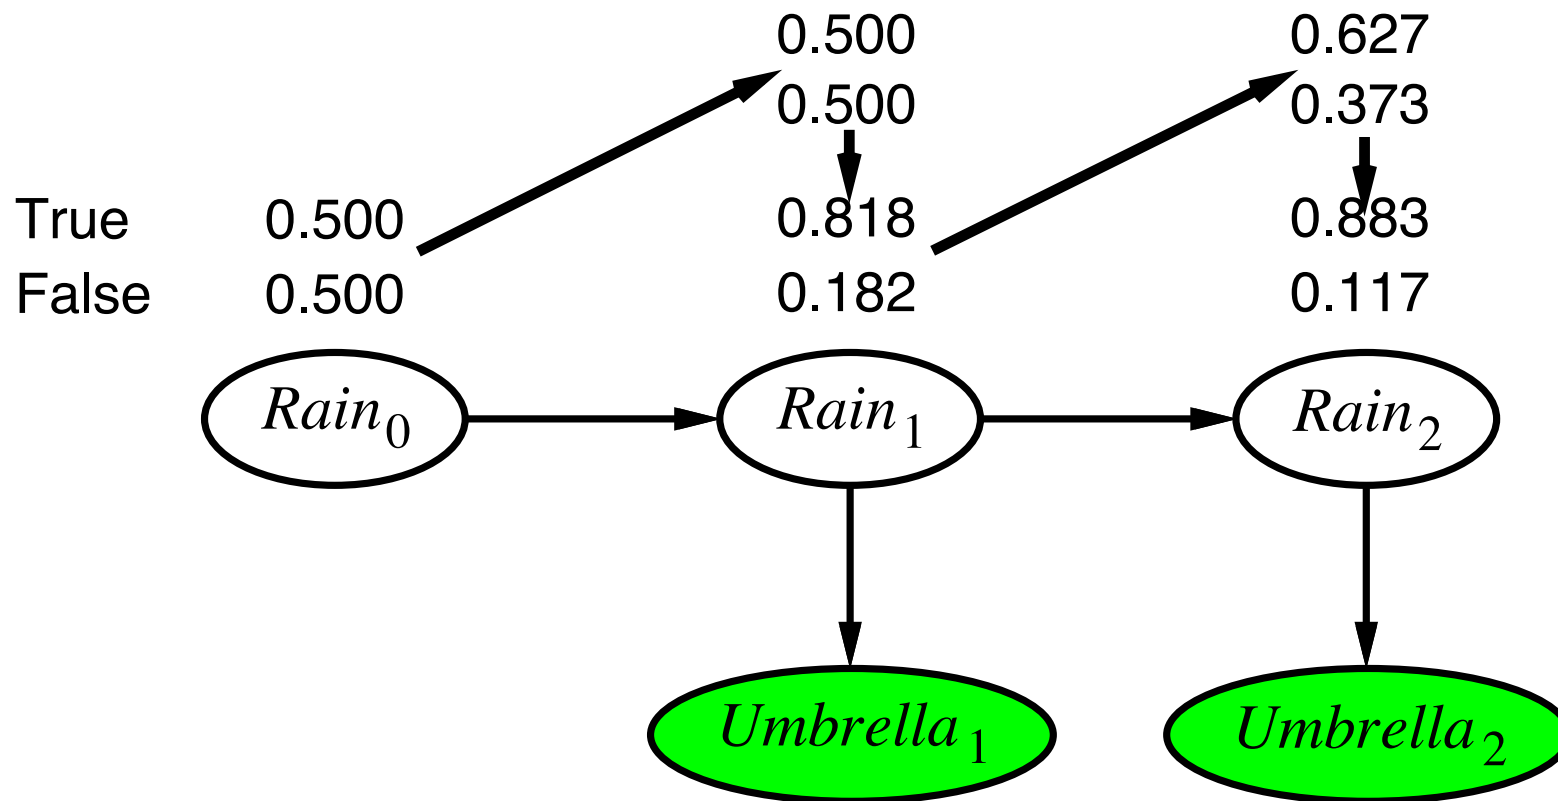 0.500 0.627
0.500 0.373
True 0.500 0.818 0.883
False 0.500 0.182 0.117
Rain0 Rain1 Rain2
Umbrella1 Umbrella2